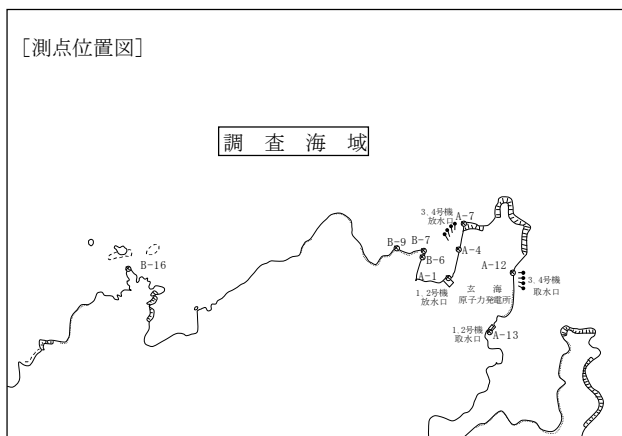 [測点位置図]
調査海域
3.4号機
放水口
A-7
B-9
B-7
B-6
A-4
A-1
1.2号機
放水口
B-16
A-12
玄海
原子力発電所
3.4号機
取水口
1.2号機
取水口
A-13